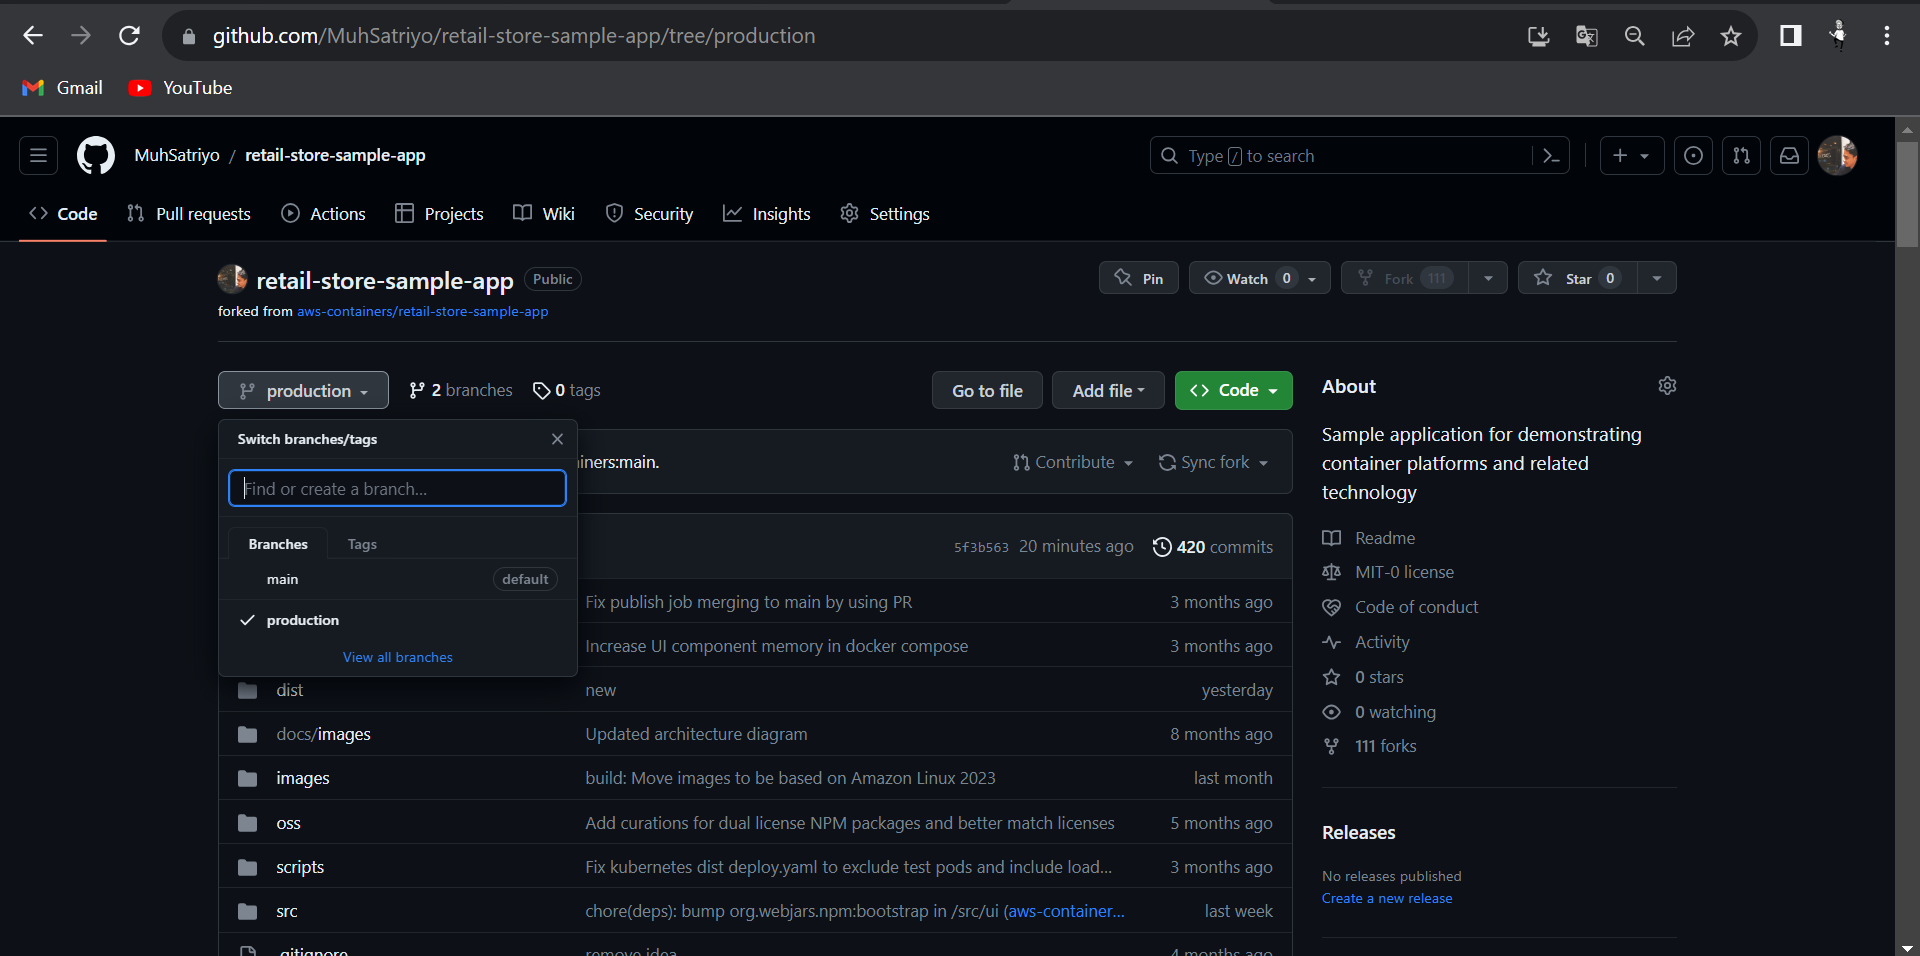 github.com/MuhSatriyo/retail-store-sample-app/tree/production
Gmail YouTube
MuhSatriyo / retail-store-sample-app
Type / to search
Code Pull requests Actions Projects Wiki Security Insights Settings
retail-store-sample-app Public
Pin Watch 0 Fork 111 Star 0
forked from aws-containers/retail-store-sample-app
production 2 branches 0 tags
Go to file Add file Code
Switch branches/tags
Find or create a branch...
Branches Tags
main default
production
View all branches
iners:main.
Contribute Sync fork
5f3b563 20 minutes ago 420 commits
Fix publish job merging to main by using PR 3 months ago
Increase UI component memory in docker compose 3 months ago
dist new yesterday
docs/images Updated architecture diagram 8 months ago
images build: Move images to be based on Amazon Linux 2023 last month
oss Add curations for dual license NPM packages and better match licenses 5 months ago
scripts Fix kubernetes dist deploy.yaml to exclude test pods and include load... 3 months ago
src chore(deps): bump org.webjars.npm:bootstrap in /src/ui (aws-container... last week
.gitignore remove idea 4 months ago
About
Sample application for demonstrating
container platforms and related
technology
Readme
MIT-0 license
Code of conduct
Activity
0 stars
0 watching
111 forks
Releases
No releases published
Create a new release